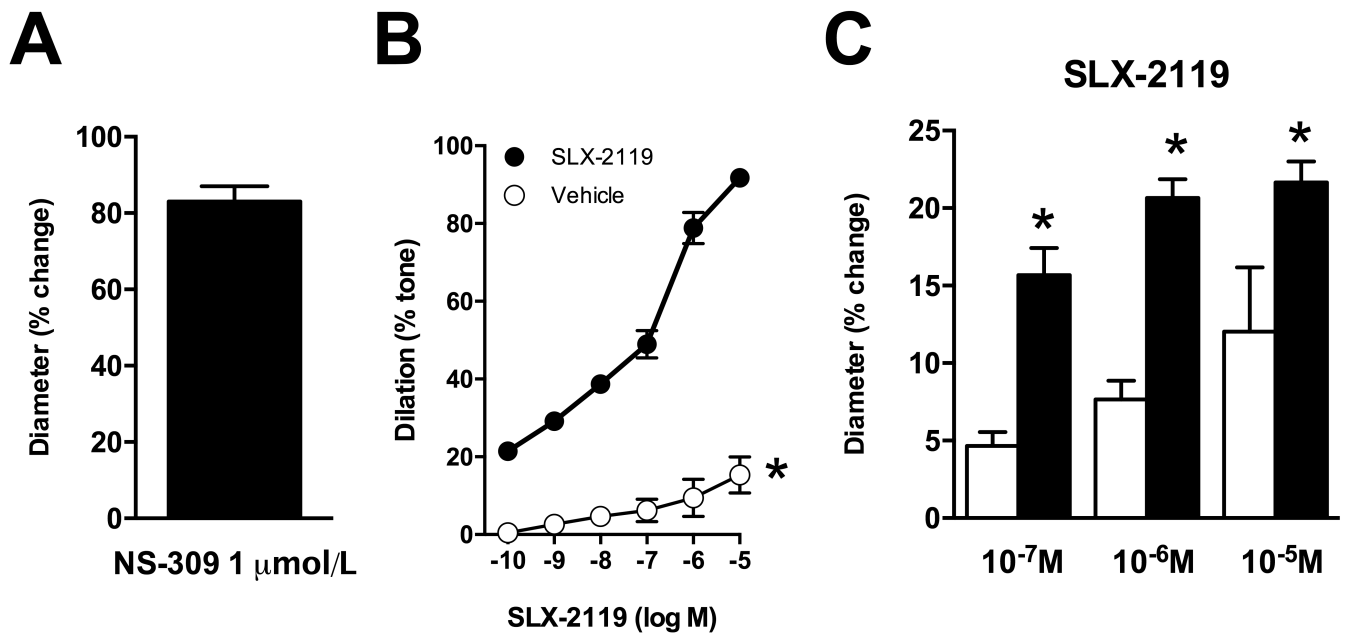 A
100
80
60
40
20
0
Diameter (% change)
NS-309 1 μmol/L
B
100
80
60
40
20
0
Dilation (% tone)
SLX-2119
Vehicle
*
-10 -9 -8 -7 -6 -5
SLX-2119 (log M)
C
SLX-2119
25
20
15
10
5
0
Diameter (% change)
* * *
10⁻⁷M 10⁻⁶M 10⁻⁵M